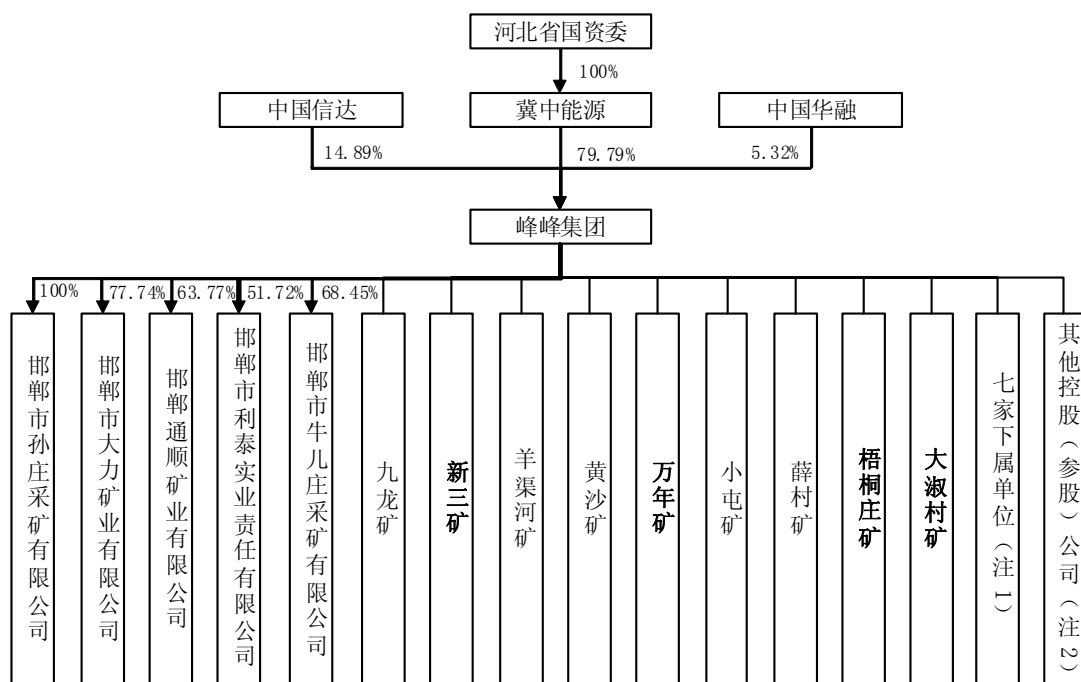 河北省国资委
100%
中国信达
冀中能源
中国华融
14.89%
79.79%
5.32%
峰峰集团
100%
77.74%
63.77%
51.72%
68.45%
邯郸市孙庄采矿有限公司
邯郸市大力矿业有限公司
邯郸通顺矿业有限公司
邯郸市利泰实业责任有限公司
邯郸市牛儿庄采矿有限公司
九龙矿
新三矿
羊渠河矿
黄沙矿
万年矿
小屯矿
薛村矿
梧桐庄矿
大淑村矿
七家下属单位（注1）
其他控股（参股）公司（注2）